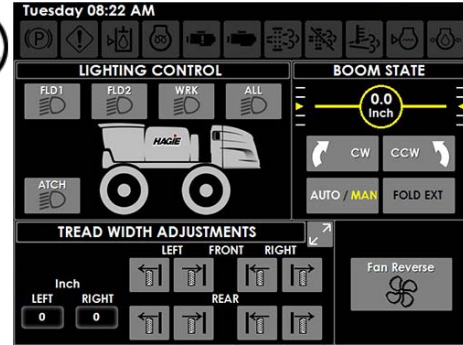 Tuesday 08:22 AM
(P)
LIGHTING CONTROL
FLD1 FLD2 WRK ALL
HAGIE
ATCH
BOOM STATE
0.0
Inch
CW CCW
AUTO / MAN FOLD EXT
TREAD WIDTH ADJUSTMENTS
LEFT FRONT RIGHT
Inch
LEFT RIGHT
0 0
REAR
Fan Reverse